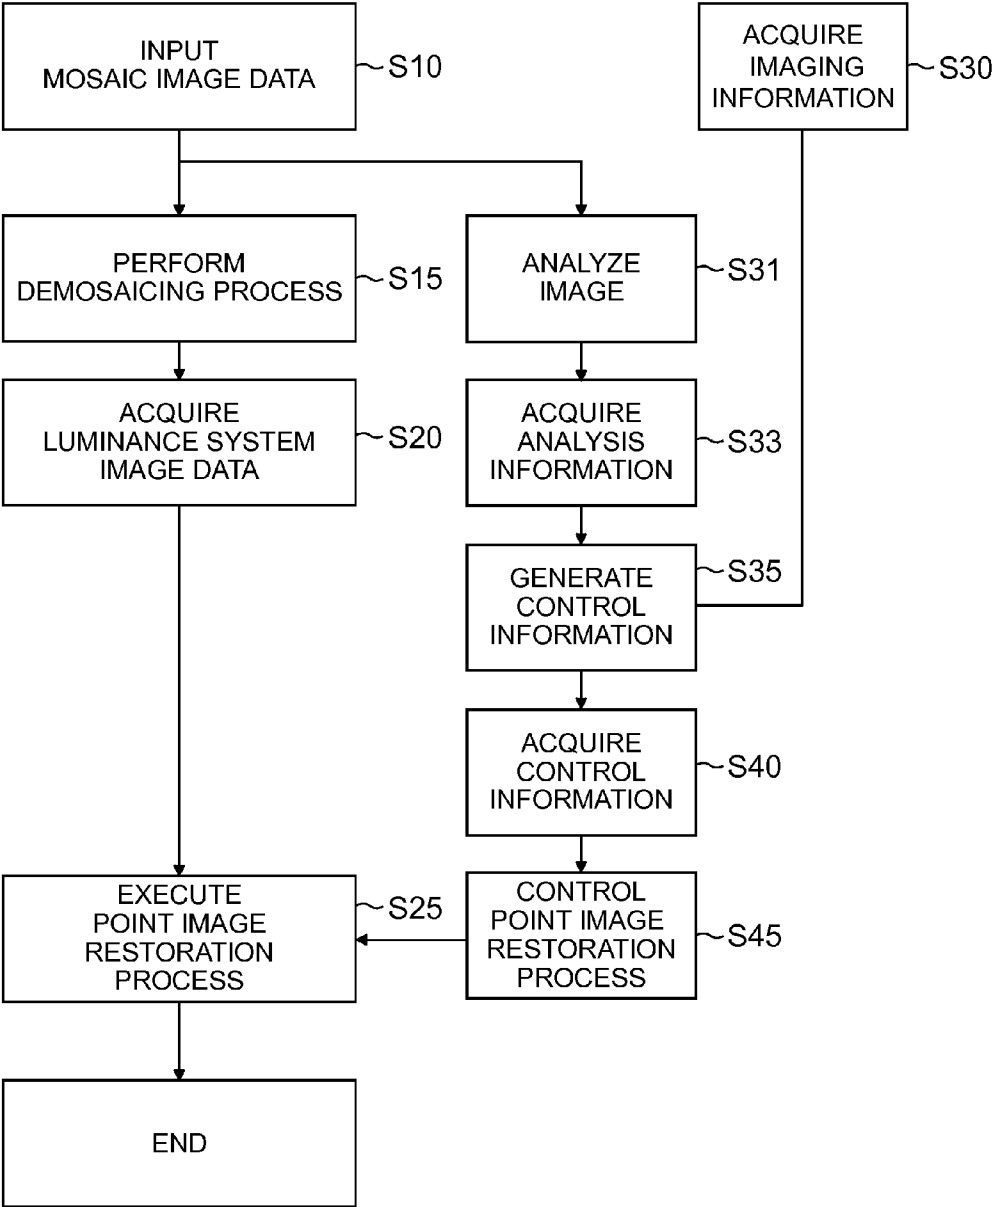 INPUT
MOSAIC IMAGE DATA
S10
ACQUIRE
IMAGING
INFORMATION
S30
PERFORM
DEMOSAICING PROCESS
S15
ANALYZE
IMAGE
S31
ACQUIRE
LUMINANCE SYSTEM
IMAGE DATA
S20
ACQUIRE
ANALYSIS
INFORMATION
S33
GENERATE
CONTROL
INFORMATION
S35
ACQUIRE
CONTROL
INFORMATION
S40
EXECUTE
POINT IMAGE
RESTORATION
PROCESS
S25
CONTROL
POINT IMAGE
RESTORATION
PROCESS
S45
END